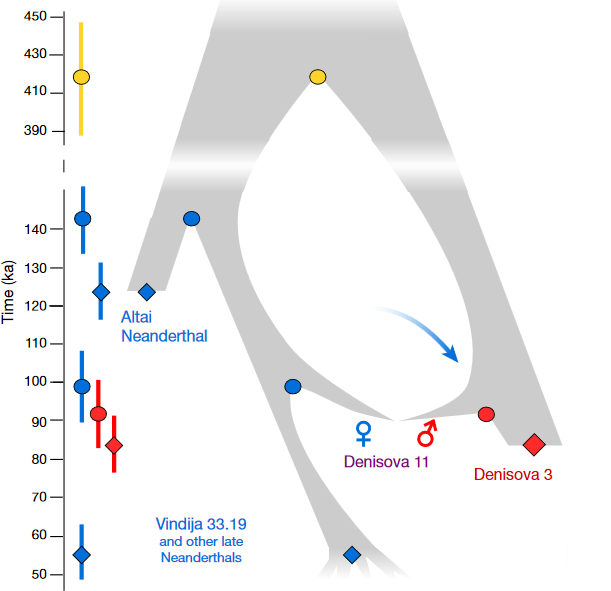 450
430
410
390
140
130
120
110
100
90
80
70
60
50
Time (ka)
Altai
Neanderthal
♀
♂
Denisova 11
Denisova 3
Vindija 33.19
and other late
Neanderthals